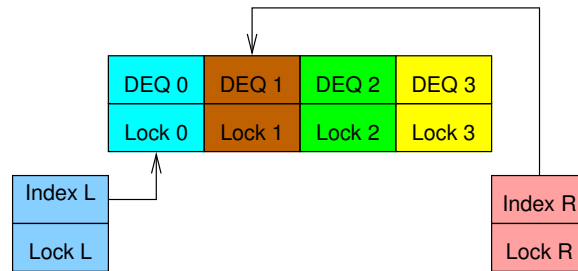 DEQ 0 DEQ 1 DEQ 2 DEQ 3
Lock 0 Lock 1 Lock 2 Lock 3
Index L
Lock L
Index R
Lock R